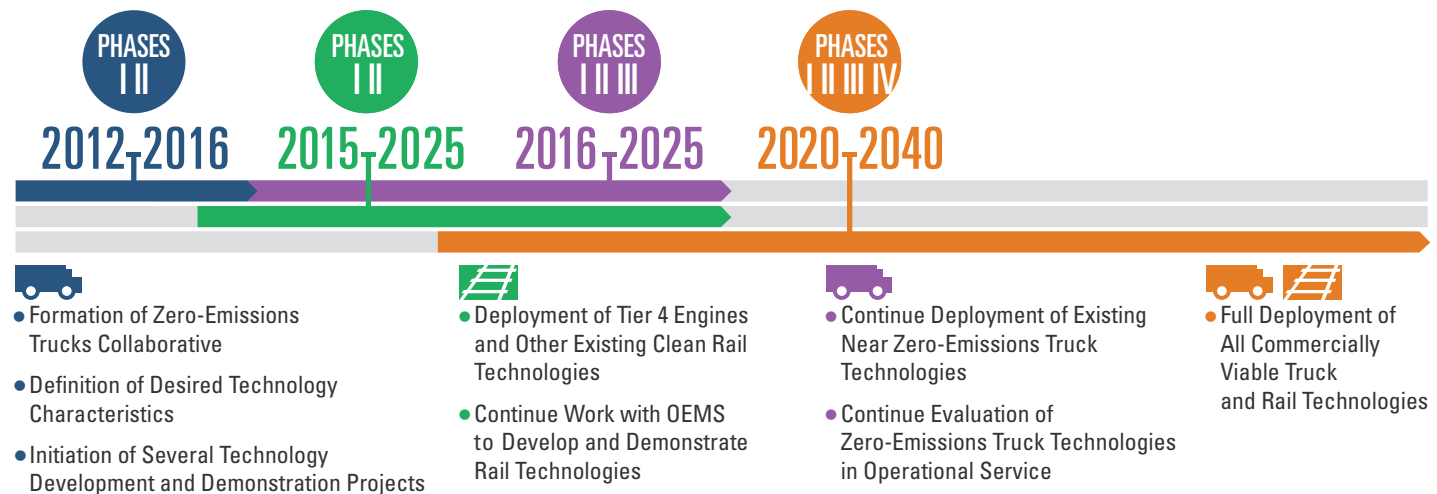 PHASES
I II
2012-2016
PHASES
I II
2015-2025
PHASES
I II III
2016-2025
PHASES
I II III IV
2020-2040
• Formation of Zero-Emissions
Trucks Collaborative
• Definition of Desired Technology
Characteristics
• Initiation of Several Technology
Development and Demonstration Projects
• Deployment of Tier 4 Engines
and Other Existing Clean Rail
Technologies
• Continue Work with OEMS
to Develop and Demonstrate
Rail Technologies
• Continue Deployment of Existing
Near Zero-Emissions Truck
Technologies
• Continue Evaluation of
Zero-Emissions Truck Technologies
in Operational Service
• Full Deployment of
All Commercially
Viable Truck
and Rail Technologies